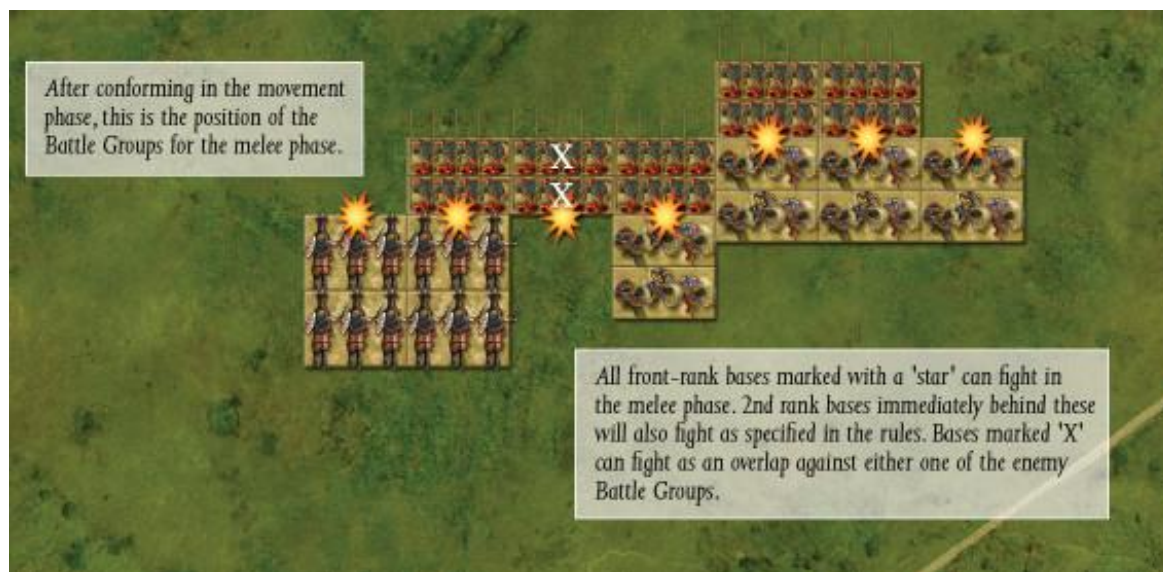 After conforming in the movement
phase, this is the position of the
Battle Groups for the melee phase.
X
X
All front-rank bases marked with a 'star' can fight in
the melee phase. 2nd rank bases immediately behind these
will also fight as specified in the rules. Bases marked 'X'
can fight as an overlap against either one of the enemy
Battle Groups.